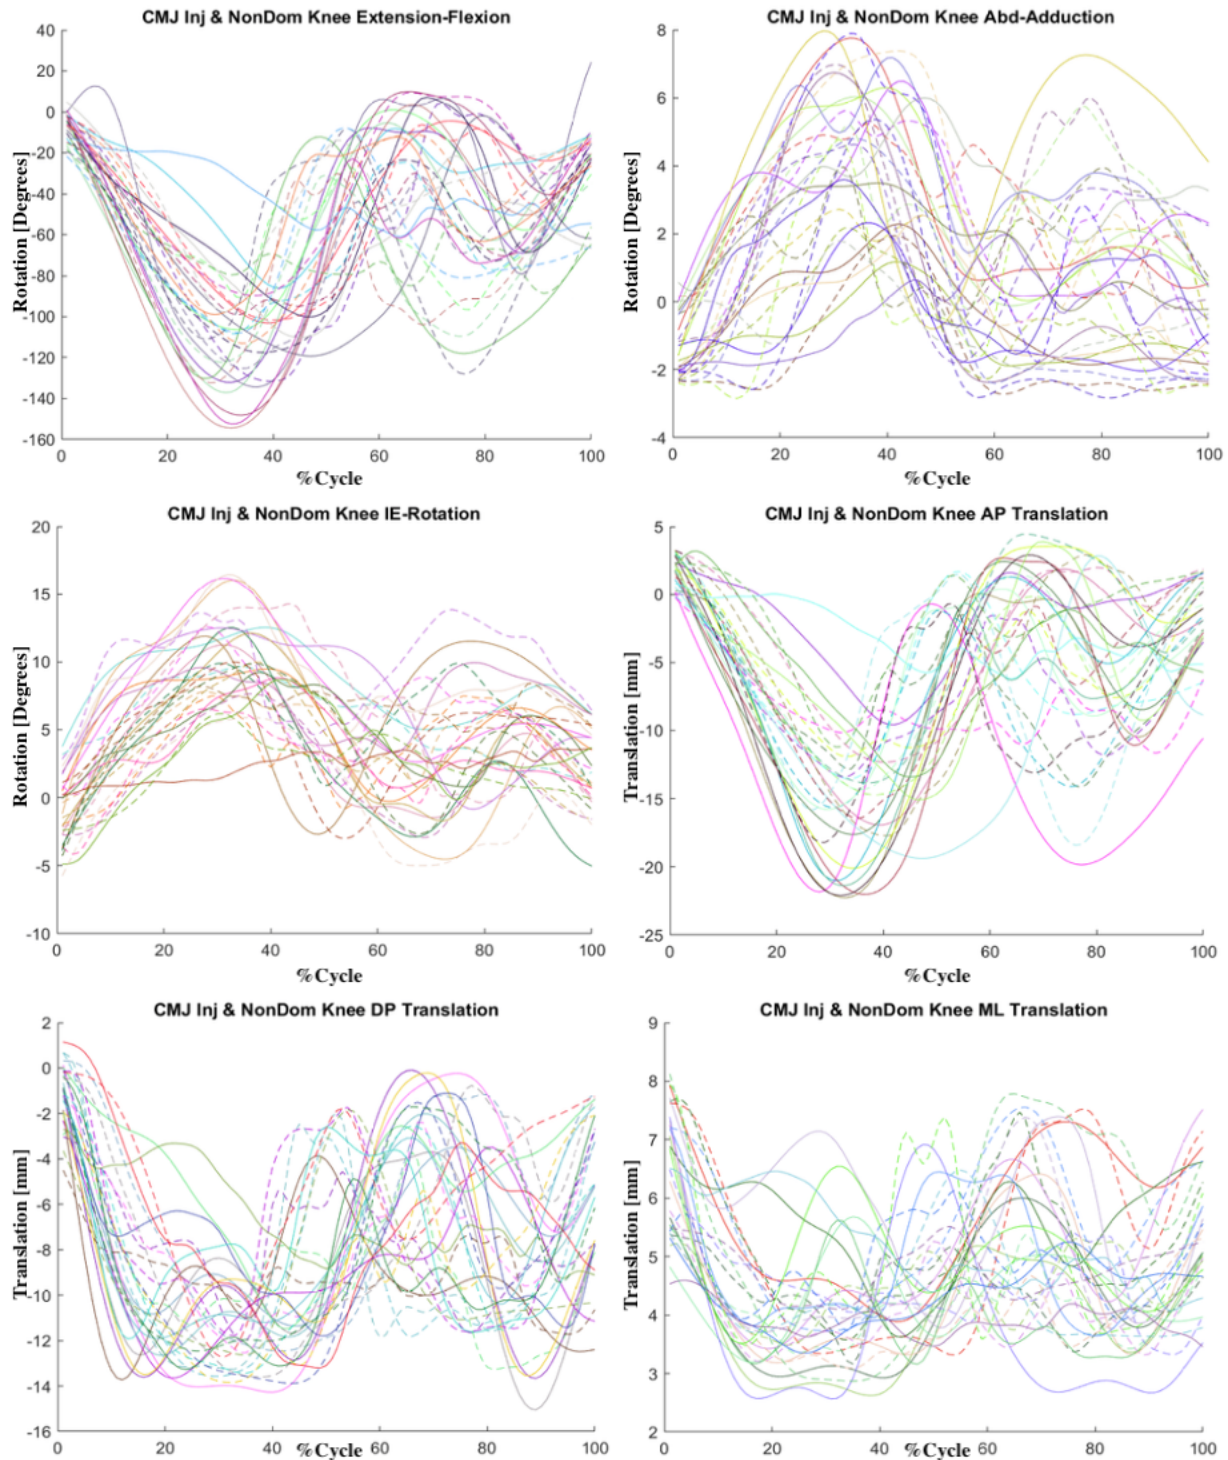 CMJ Inj & NonDom Knee Extension-Flexion
40
20
0
-20
-40
-60
-80
-100
-120
-140
-160
Rotation [Degrees]
0 20 40 60 80 100
%Cycle
CMJ Inj & NonDom Knee Abd-Adduction
8
6
4
2
0
-2
-4
Rotation [Degrees]
0 20 40 60 80 100
%Cycle
CMJ Inj & NonDom Knee IE-Rotation
20
15
10
5
0
-5
-10
Rotation [Degrees]
0 20 40 60 80 100
%Cycle
CMJ Inj & NonDom Knee AP Translation
5
0
-5
-10
-15
-20
-25
Translation [mm]
0 20 40 60 80 100
%Cycle
CMJ Inj & NonDom Knee DP Translation
2
0
-2
-4
-6
-8
-10
-12
-14
-16
Translation [mm]
0 20 40 60 80 100
%Cycle
CMJ Inj & NonDom Knee ML Translation
9
8
7
6
5
4
3
2
Translation [mm]
0 20 40 60 80 100
%Cycle